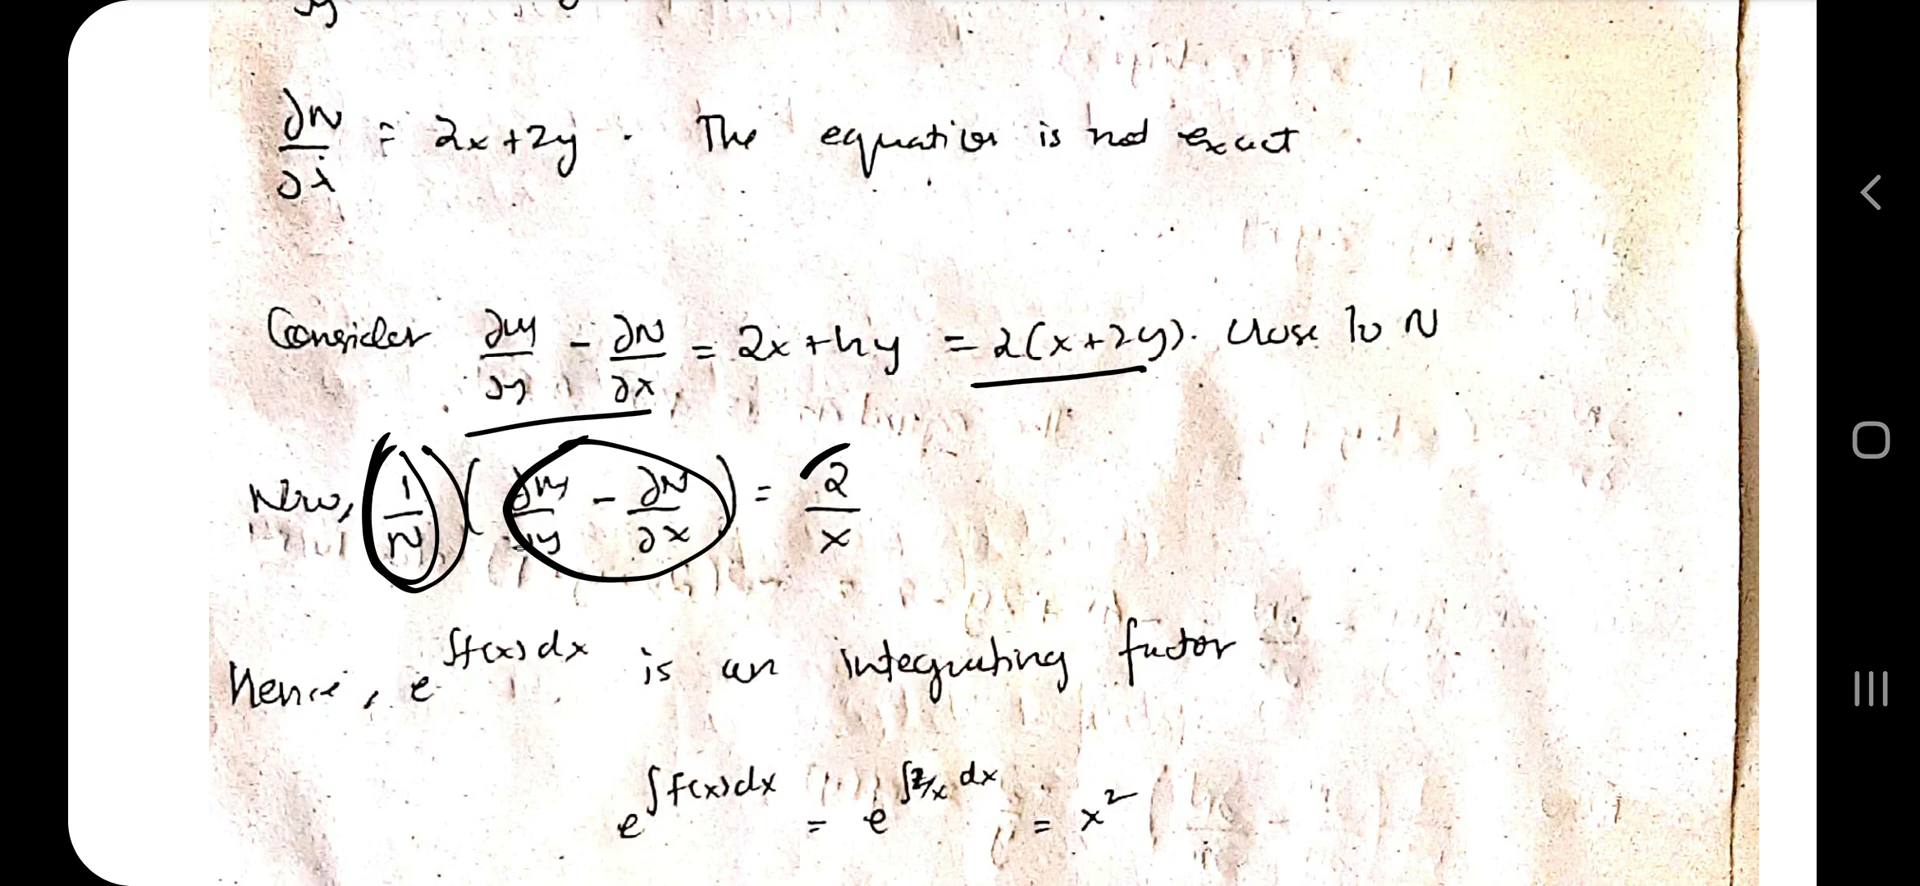 ∂N/∂x = 2x+2y . The equation is not exact
Consider ∂M/∂y - ∂N/∂x = 2x+4y = 2(x+2y). Close to N
Now, (1/N) (∂M/∂y - ∂N/∂x) = 2/x
Hence, e^∫f(x)dx is an integrating factor
e^∫f(x)dx = e^∫2/x dx = x^2